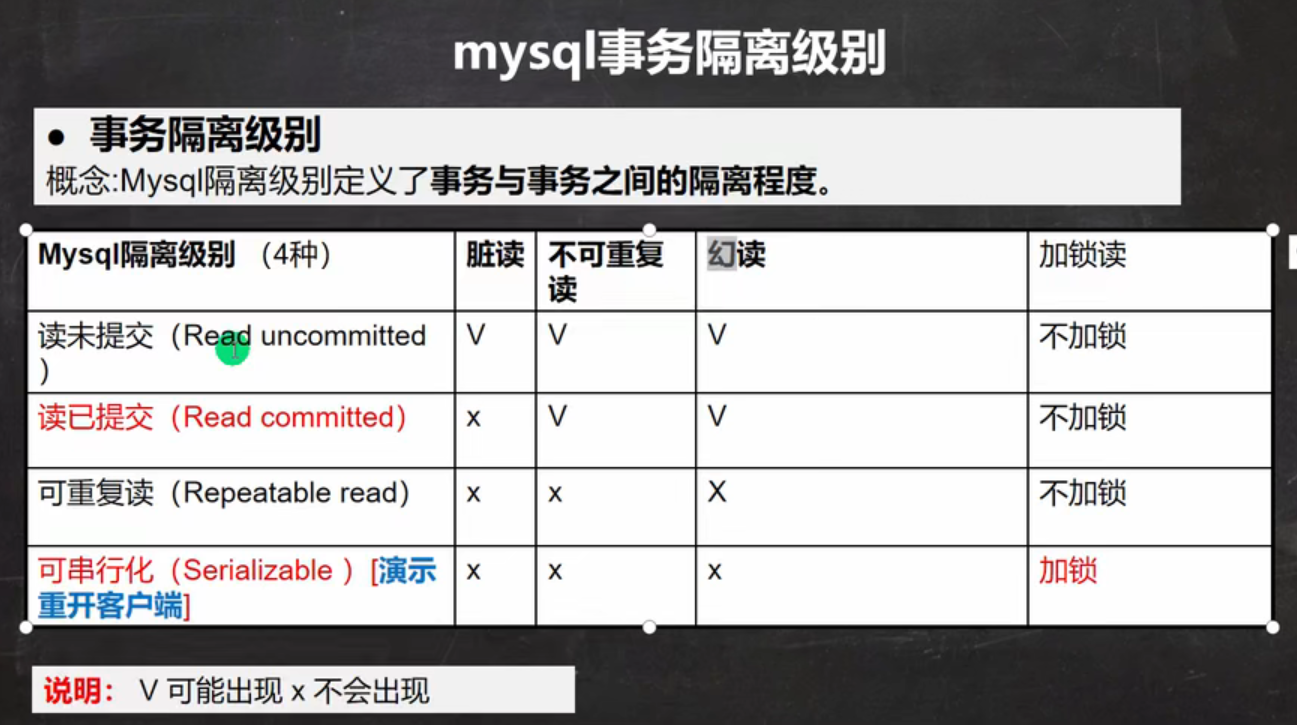 mysql事务隔离级别
● 事务隔离级别
概念:Mysql隔离级别定义了事务与事务之间的隔离程度。
Mysql隔离级别 （4种） 脏读 不可重复读 幻读 加锁读
读未提交（Read uncommitted） V V V 不加锁
读已提交（Read committed） x V V 不加锁
可重复读（Repeatable read） x x X 不加锁
可串行化（Serializable ）[演示重开客户端] x x x 加锁
说明： V 可能出现 x 不会出现